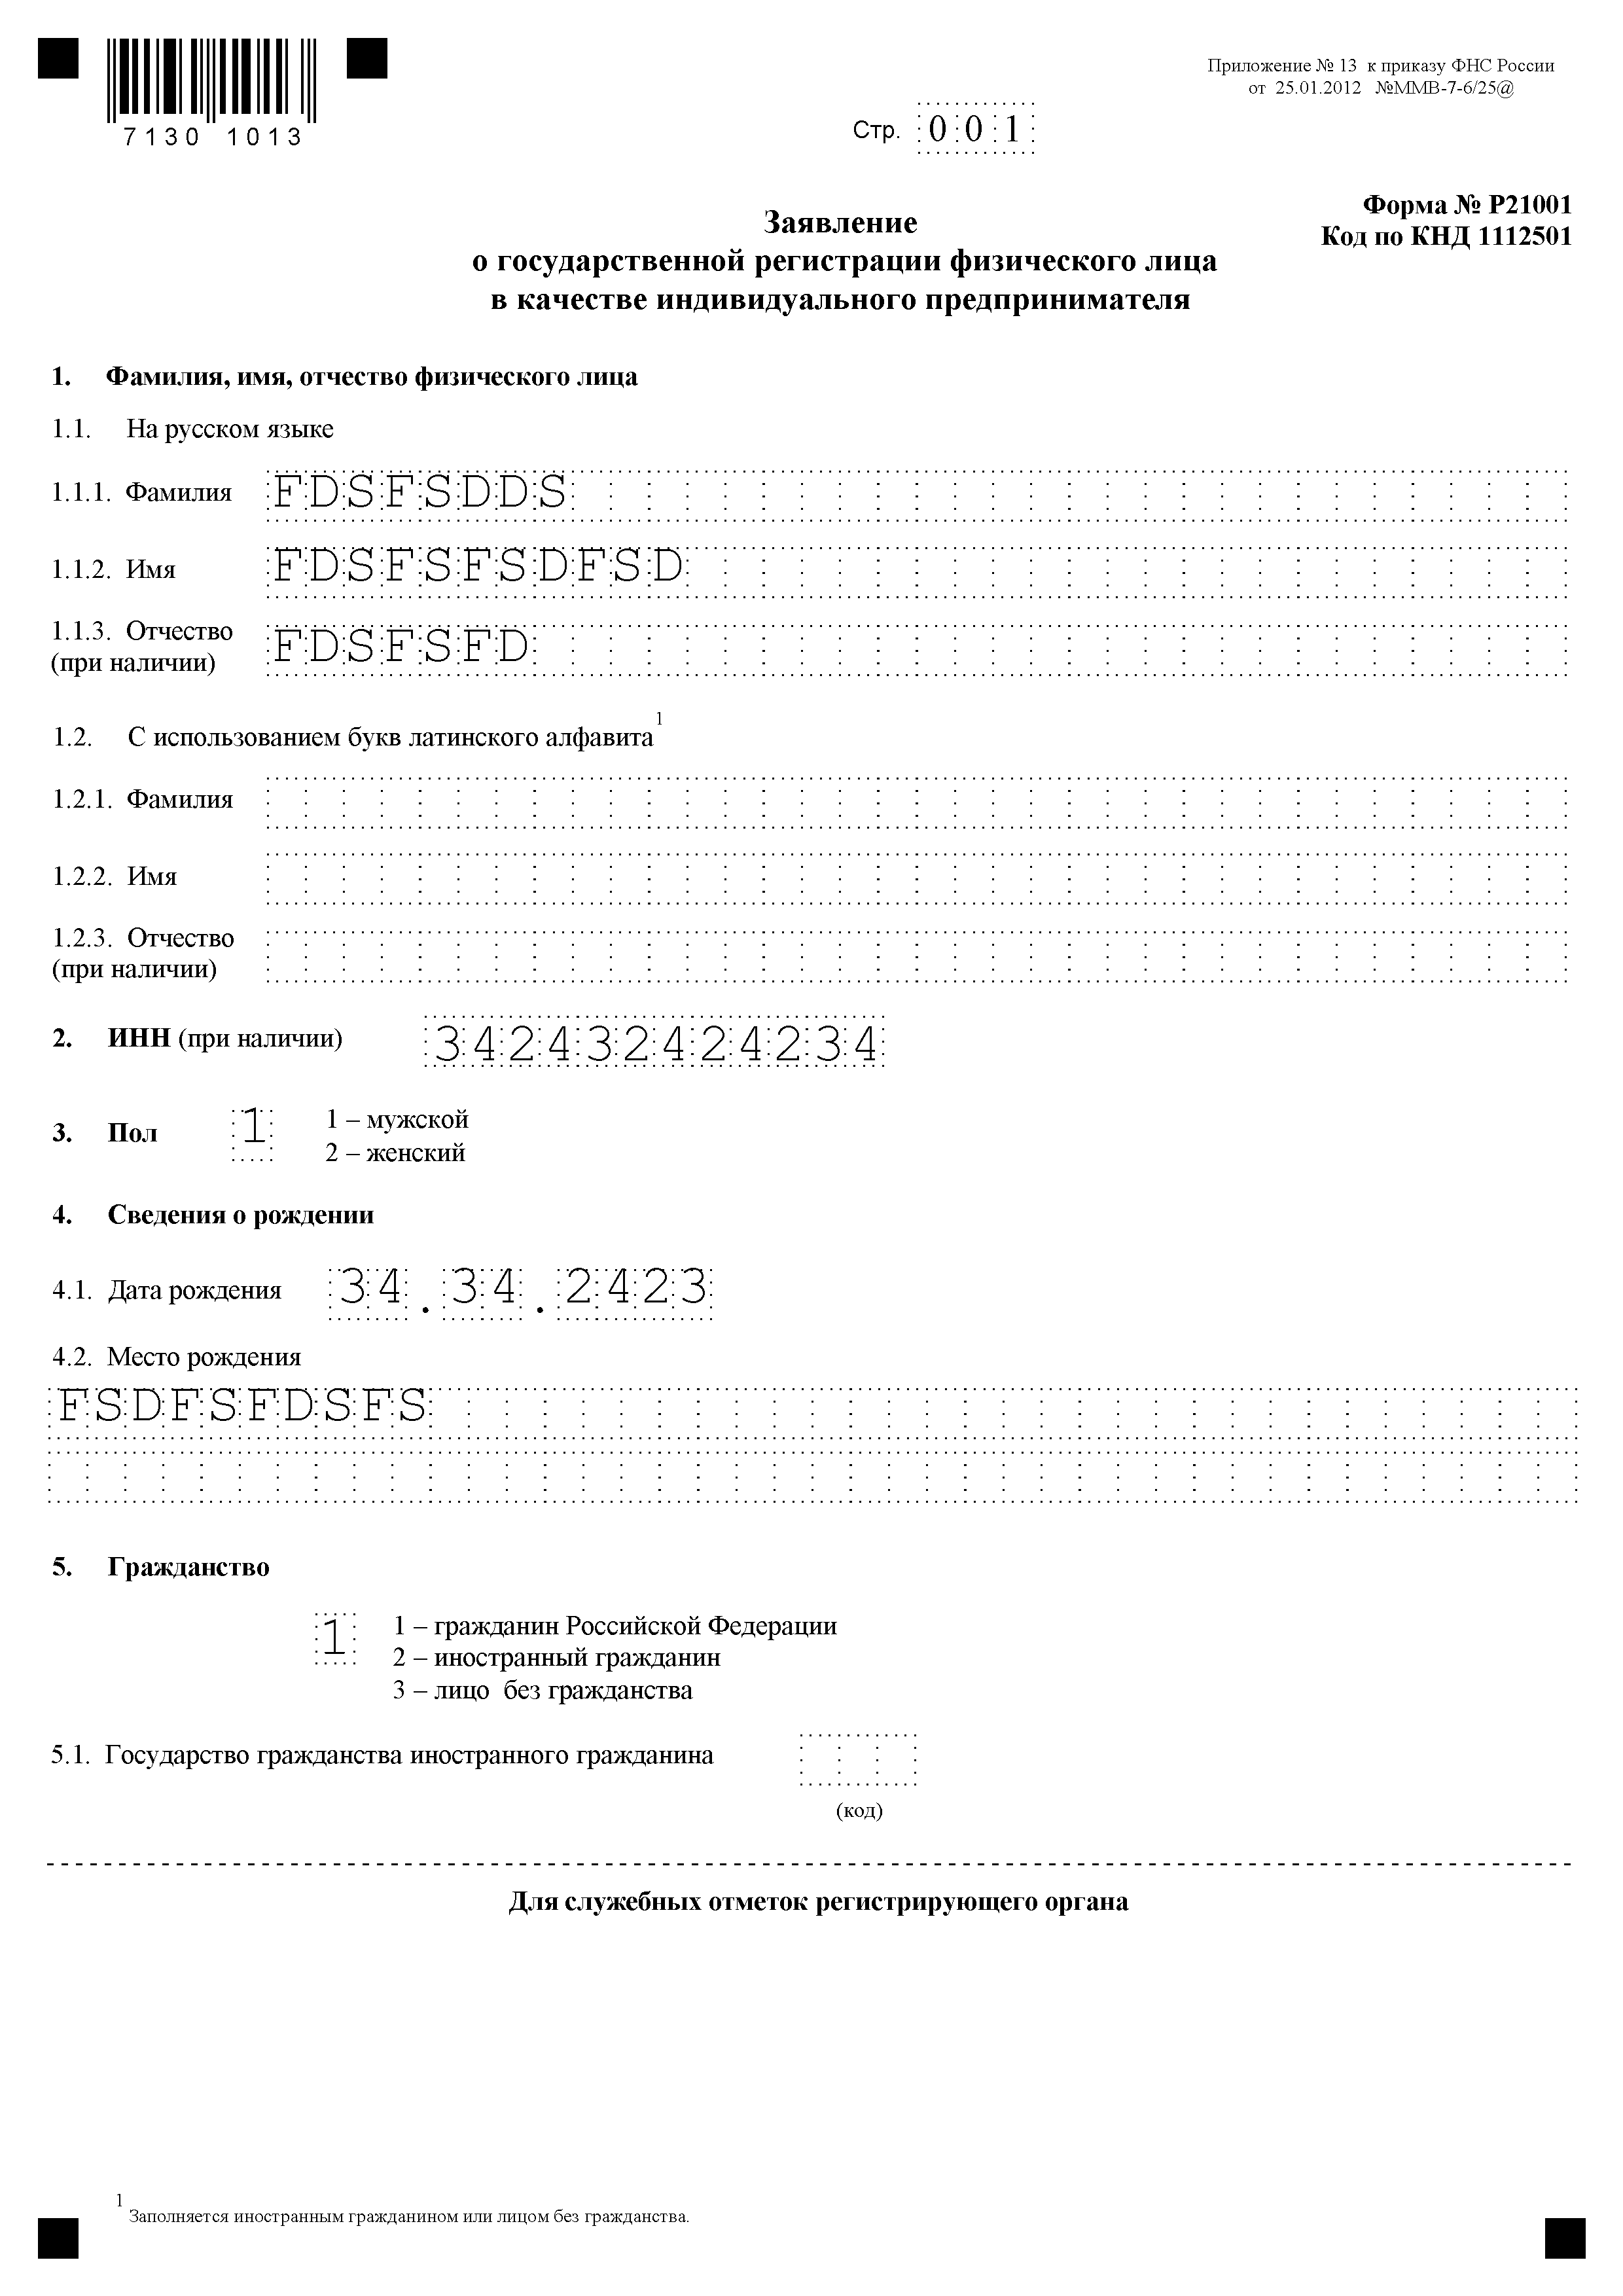 7130 1013
Приложение № 13 к приказу ФНС России
от 25.01.2012 №ММВ-7-6/25@
Стр. 001
Форма № Р21001
Код по КНД 1112501
Заявление
о государственной регистрации физического лица
в качестве индивидуального предпринимателя
1. Фамилия, имя, отчество физического лица
1.1. На русском языке
1.1.1. Фамилия FDSFSDDS
1.1.2. Имя FDSFSFSDFSD
1.1.3. Отчество
(при наличии) FDSFSFD
1.2. С использованием букв латинского алфавита 1
1.2.1. Фамилия
1.2.2. Имя
1.2.3. Отчество
(при наличии)
2. ИНН (при наличии) 342432424234
3. Пол 1 1 – мужской
2 – женский
4. Сведения о рождении
4.1. Дата рождения 34.34.2423
4.2. Место рождения
FSDFSFDSFS
5. Гражданство
1 1 – гражданин Российской Федерации
2 – иностранный гражданин
3 – лицо без гражданства
5.1. Государство гражданства иностранного гражданина
(код)
Для служебных отметок регистрирующего органа
1 Заполняется иностранным гражданином или лицом без гражданства.